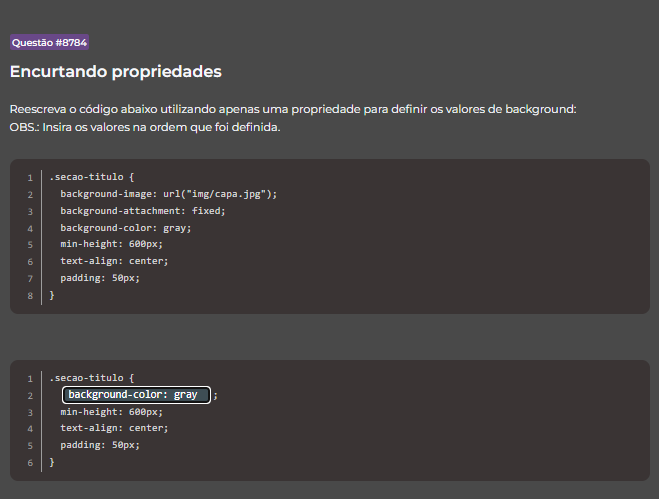 Questão #8784
Encurtando propriedades
Reescreva o código abaixo utilizando apenas uma propriedade para definir os valores de background:
OBS.: Insira os valores na ordem que foi definida.
1 .secao-titulo {
2 background-image: url("img/capa.jpg");
3 background-attachment: fixed;
4 background-color: gray;
5 min-height: 600px;
6 text-align: center;
7 padding: 50px;
8 }
1 .secao-titulo {
2 background-color: gray ;
3 min-height: 600px;
4 text-align: center;
5 padding: 50px;
6 }